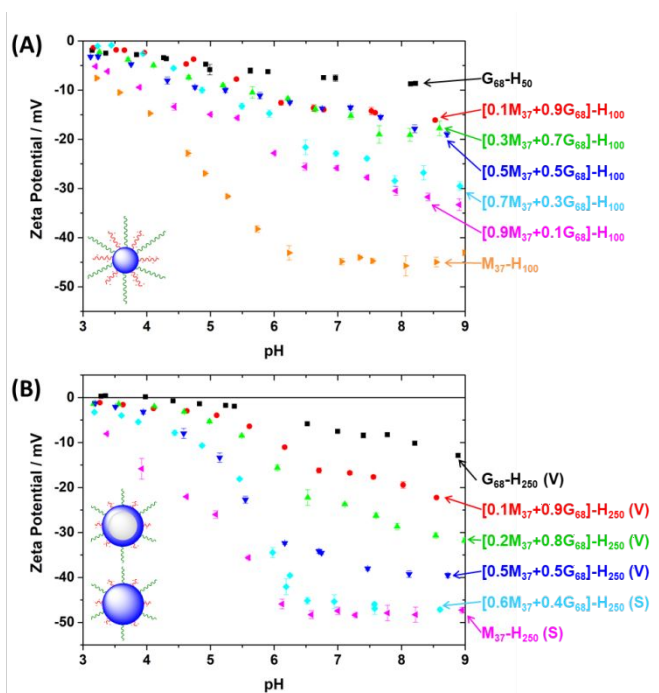 (A)
0
-10
-20
-30
-40
-50
Zeta Potential / mV
3
4
5
6
7
8
9
pH
G₆₈-H₅₀
[0.1M₃₇+0.9G₆₈]-H₁₀₀
[0.3M₃₇+0.7G₆₈]-H₁₀₀
[0.5M₃₇+0.5G₆₈]-H₁₀₀
[0.7M₃₇+0.3G₆₈]-H₁₀₀
[0.9M₃₇+0.1G₆₈]-H₁₀₀
M₃₇-H₁₀₀
(B)
0
-10
-20
-30
-40
-50
Zeta Potential / mV
3
4
5
6
7
8
9
pH
G₆₈-H₂₅₀ (V)
[0.1M₃₇+0.9G₆₈]-H₂₅₀ (V)
[0.2M₃₇+0.8G₆₈]-H₂₅₀ (V)
[0.5M₃₇+0.5G₆₈]-H₂₅₀ (V)
[0.6M₃₇+0.4G₆₈]-H₂₅₀ (S)
M₃₇-H₂₅₀ (S)